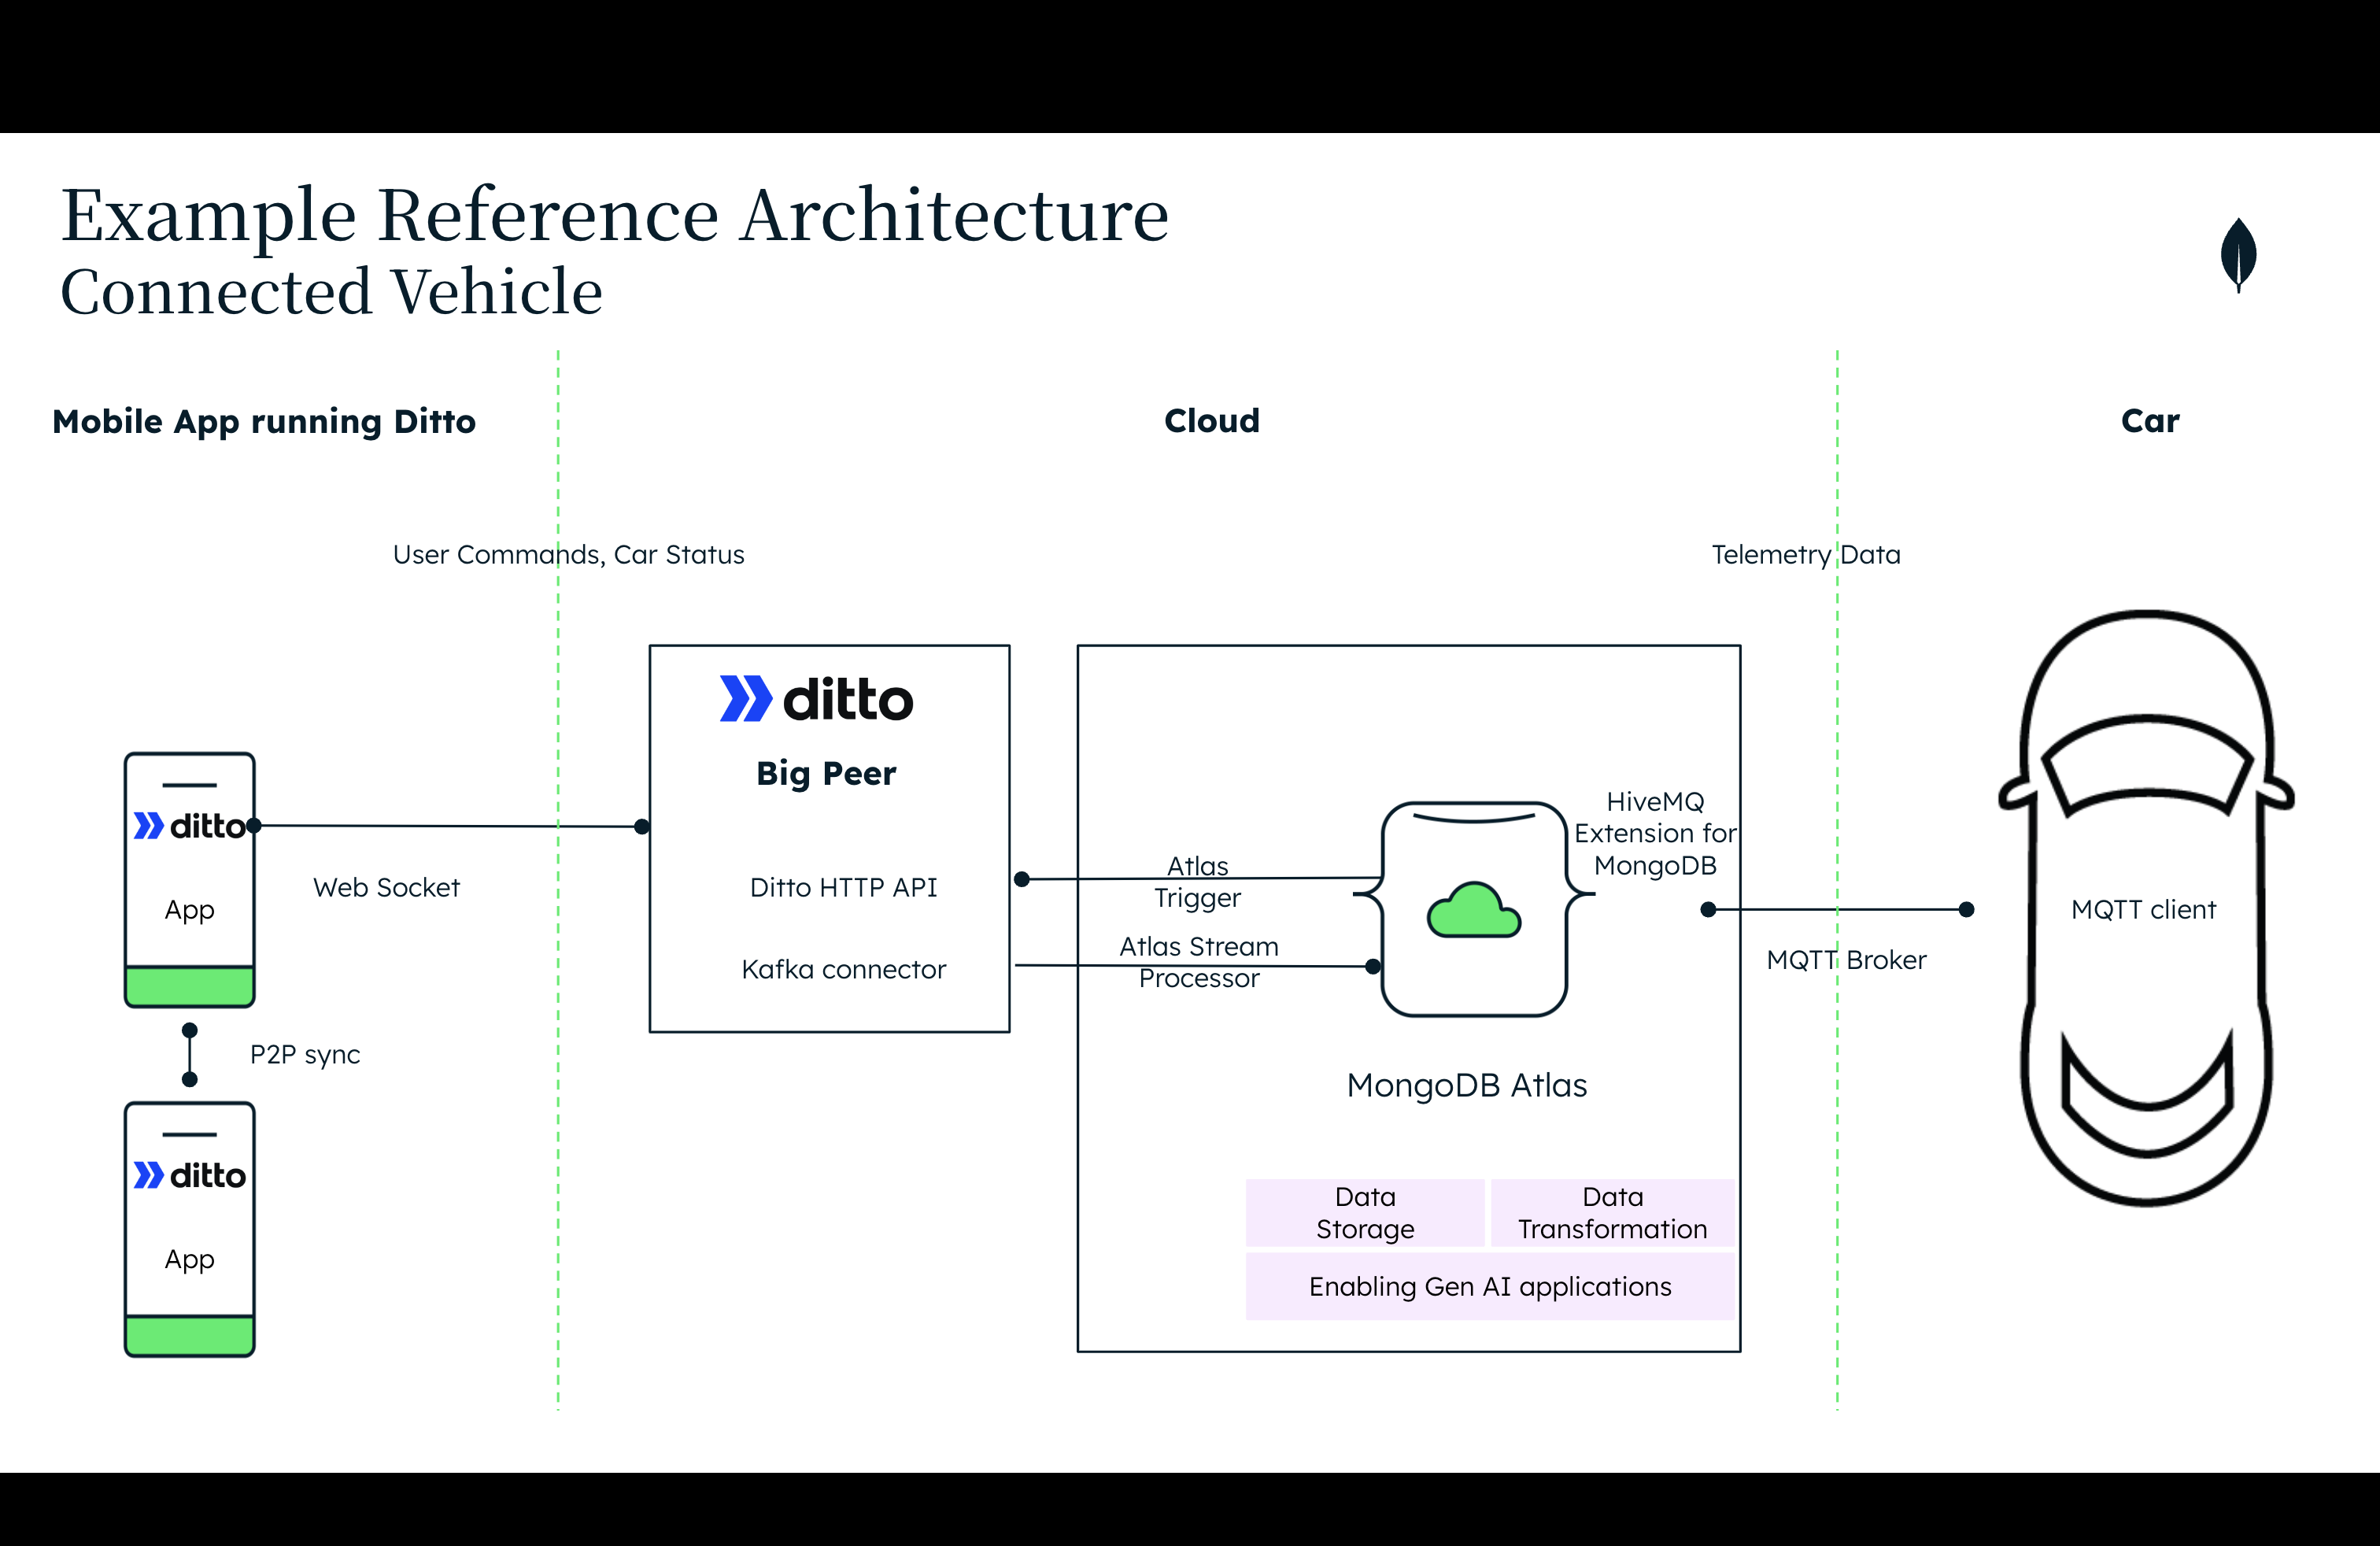 Example Reference Architecture
Connected Vehicle
Mobile App running Ditto
Cloud
Car
User Commands, Car Status
Telemetry Data
ditto
App
Web Socket
P2P sync
ditto
App
ditto
Big Peer
Ditto HTTP API
Kafka connector
Atlas
Trigger
Atlas Stream
Processor
HiveMQ
Extension for
MongoDB
MongoDB Atlas
Data
Storage
Data
Transformation
Enabling Gen AI applications
MQTT Broker
MQTT client